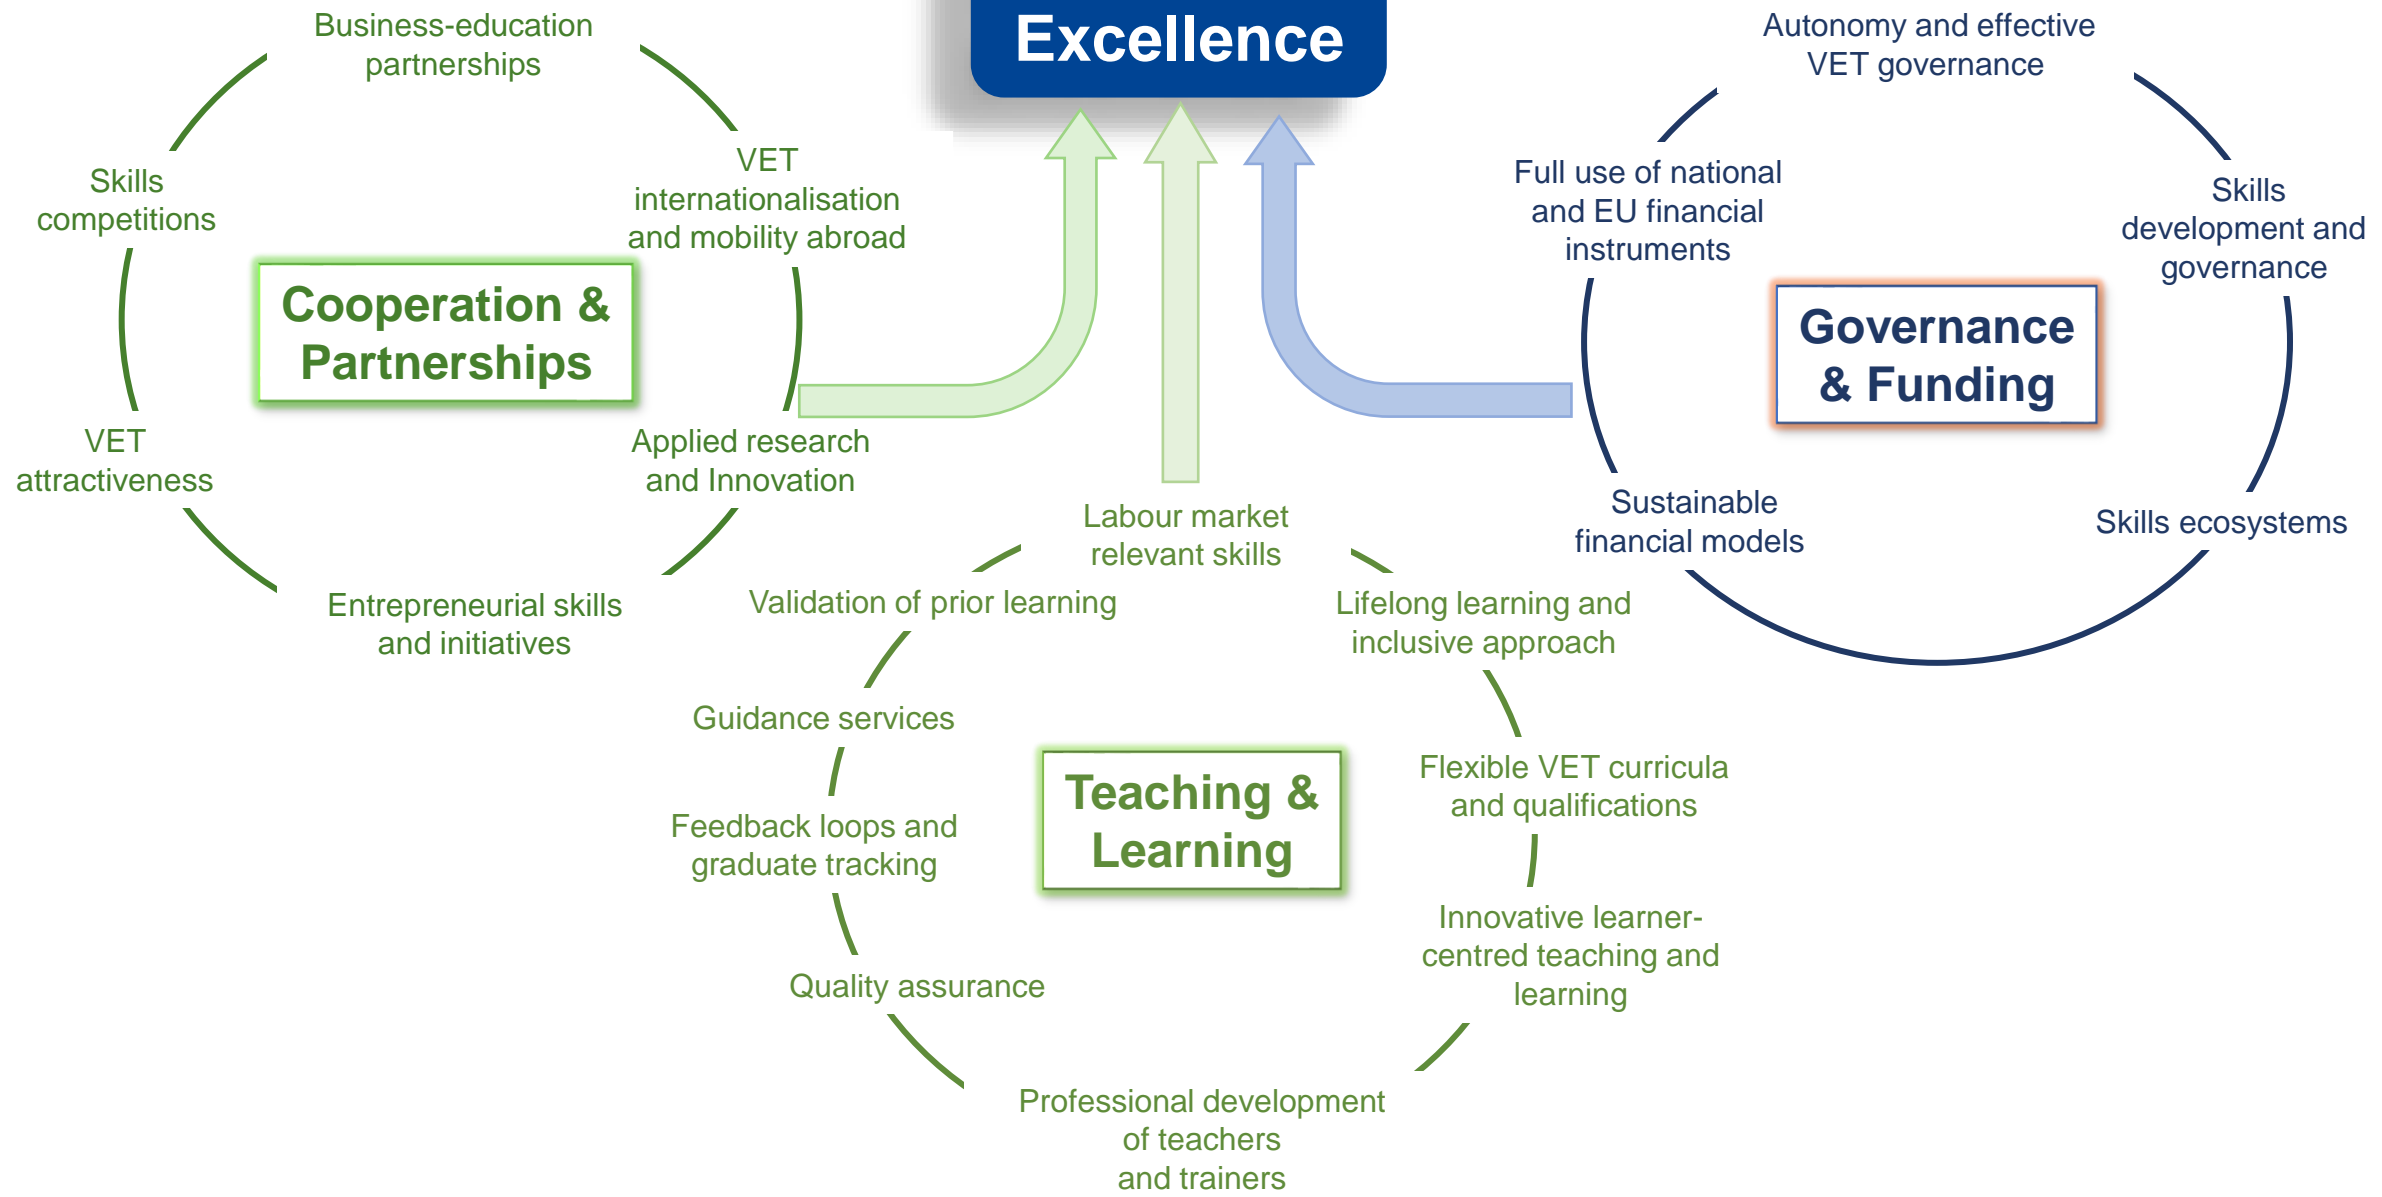 Excellence
Business-education
partnerships
VET
internationalisation
and mobility abroad
Skills
competitions
Cooperation &
Partnerships
VET
attractiveness
Applied research
and Innovation
Entrepreneurial skills
and initiatives
Autonomy and effective
VET governance
Full use of national
and EU financial
instruments
Skills
development and
governance
Governance
& Funding
Sustainable
financial models
Skills ecosystems
Labour market
relevant skills
Validation of prior learning
Lifelong learning and
inclusive approach
Guidance services
Flexible VET curricula
and qualifications
Teaching &
Learning
Feedback loops and
graduate tracking
Innovative learner-
centred teaching and
learning
Quality assurance
Professional development
of teachers
and trainers